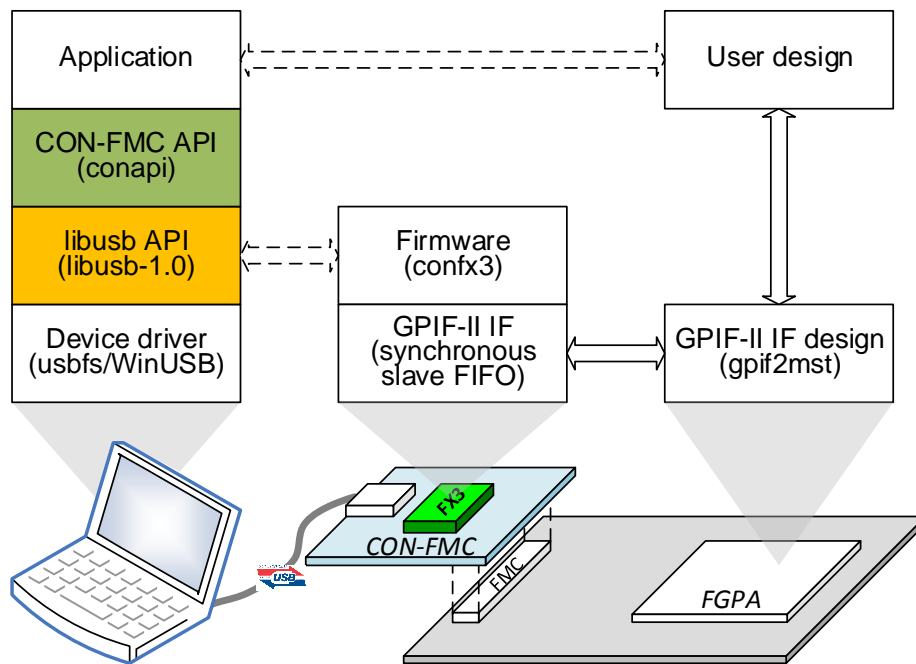 Application
User design
CON-FMC API
(conapi)
libusb API
(libusb-1.0)
Firmware
(confx3)
Device driver
(usbfs/WinUSB)
GPIF-II IF
(synchronous
slave FIFO)
GPIF-II IF design
(gpif2mst)
FX3
CON-FMC
USB
FMC
FGPA